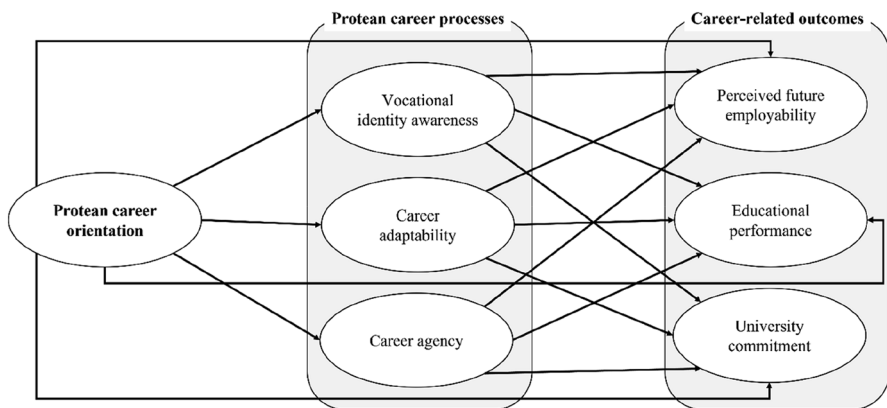 Protean career processes
Career-related outcomes
Vocational
identity awareness
Perceived future
employability
Protean career
orientation
Career
adaptability
Educational
performance
Career agency
University
commitment